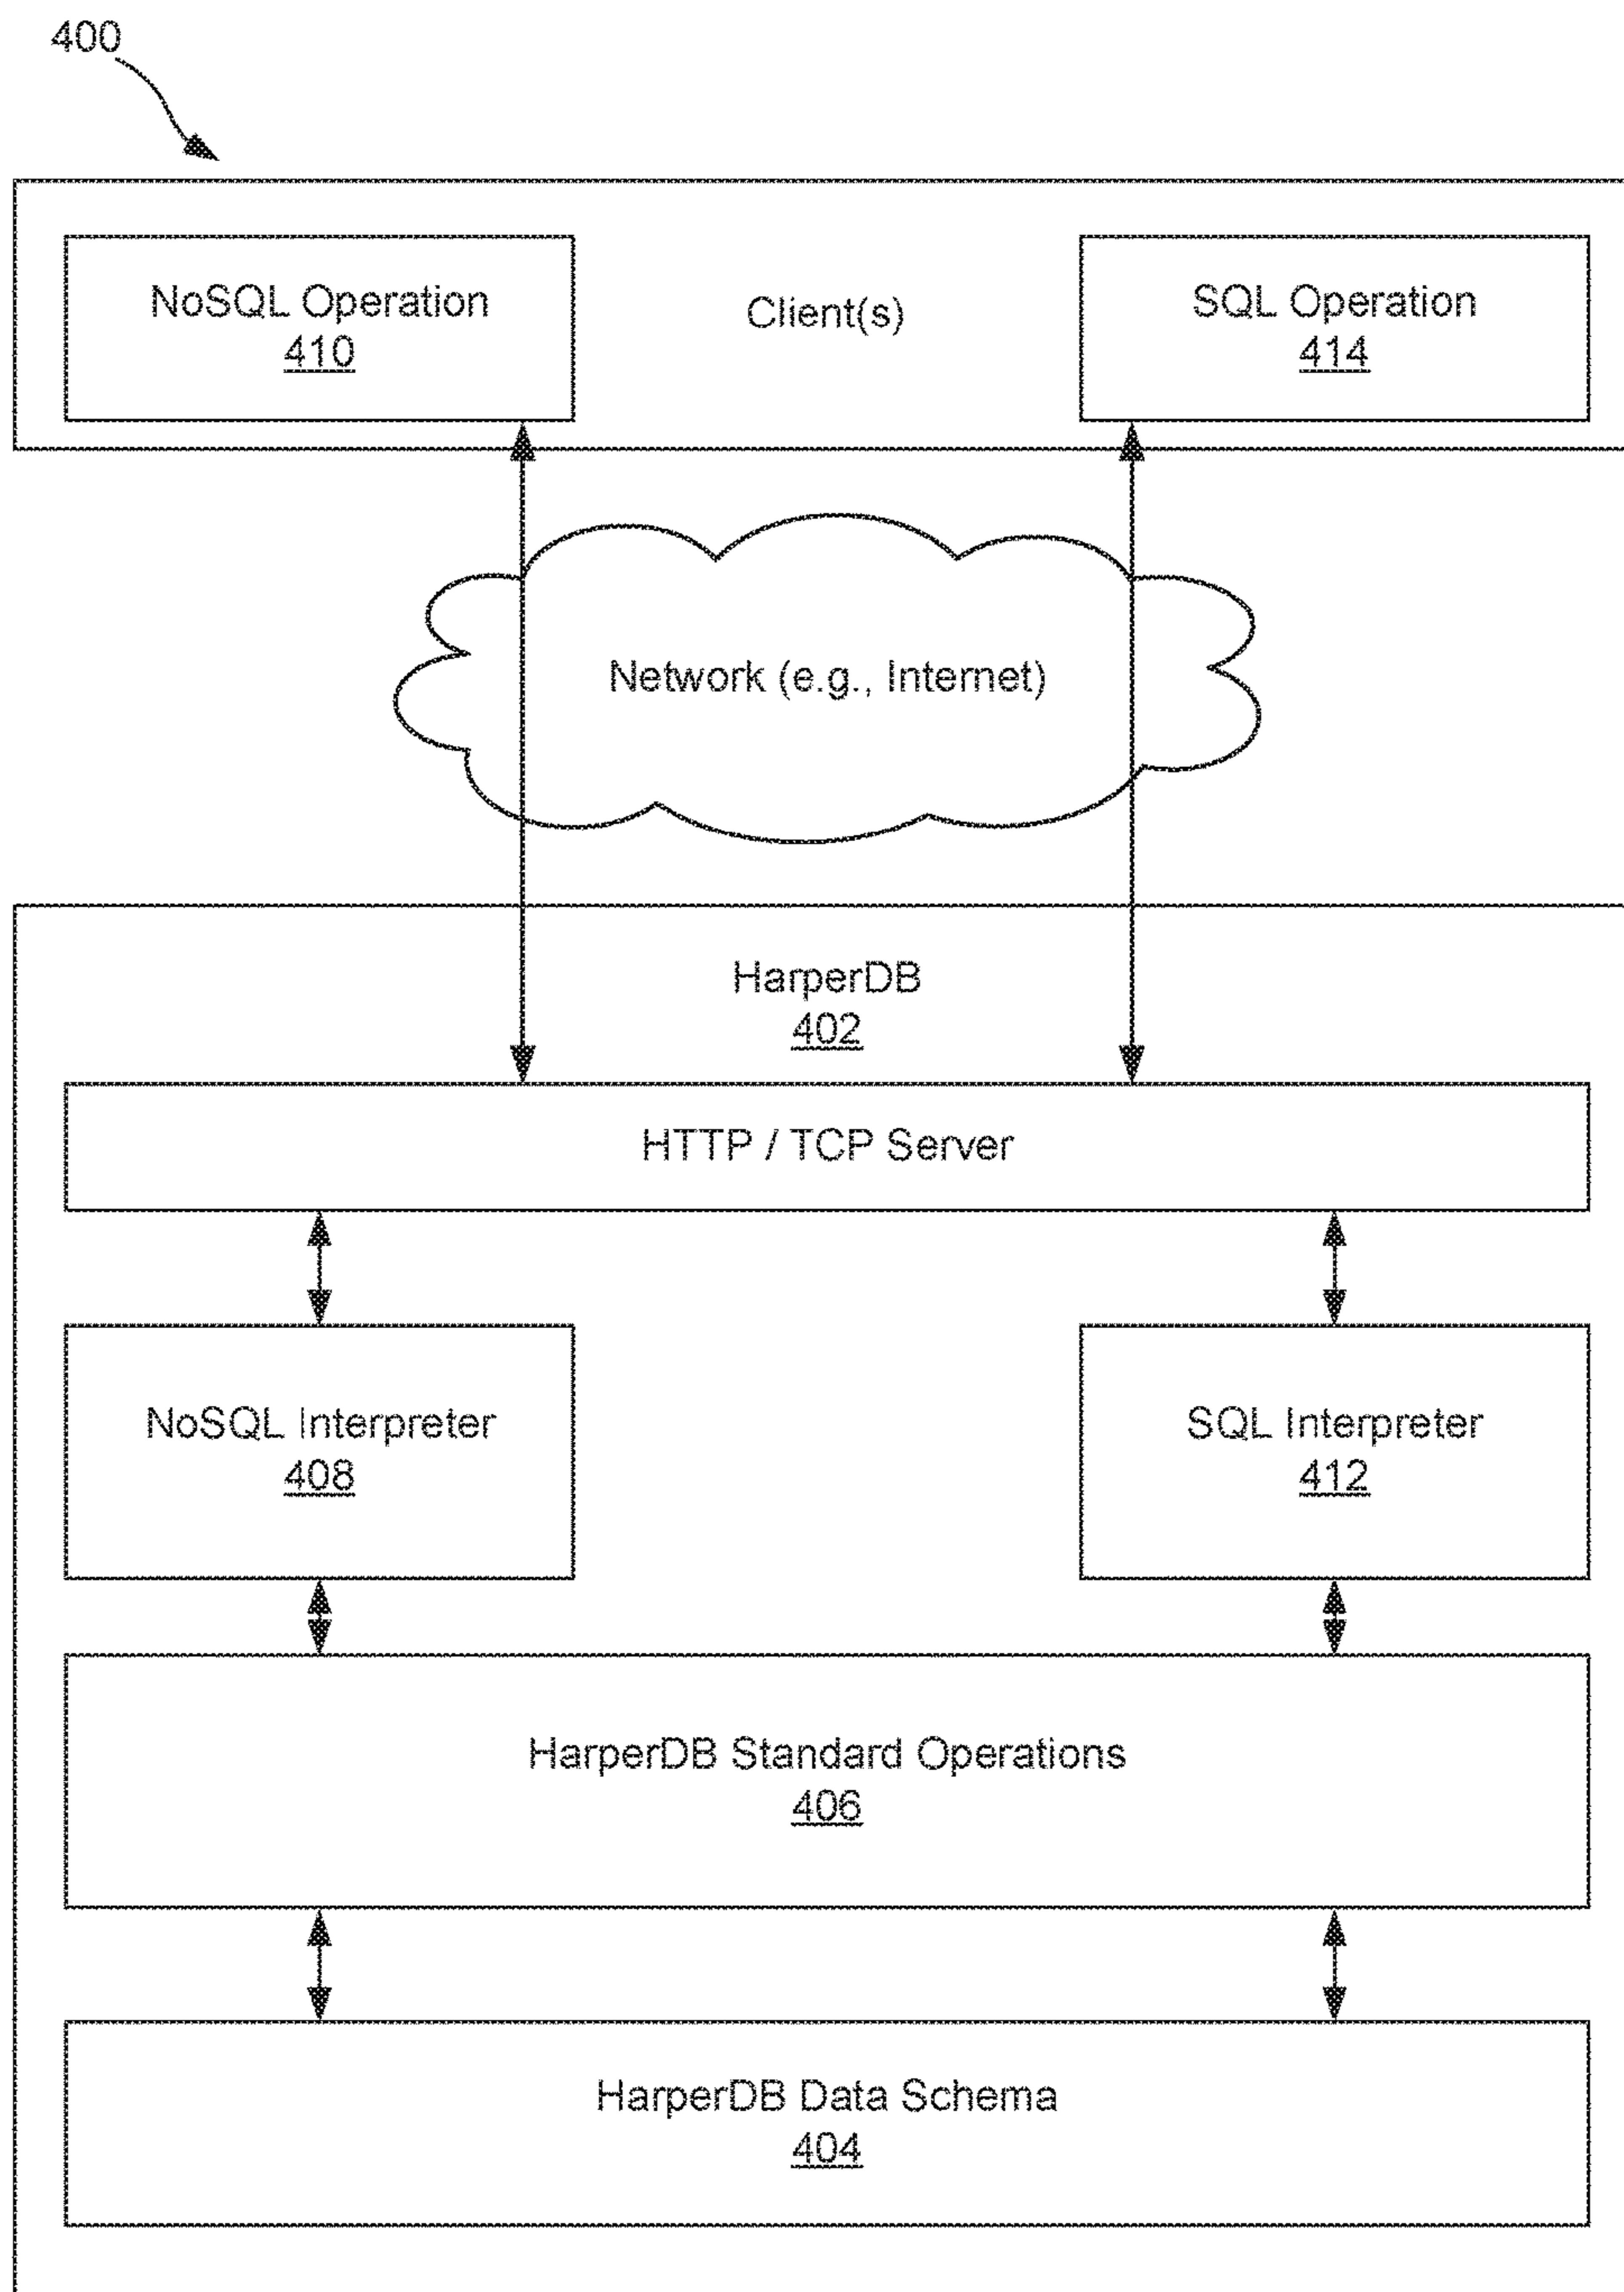 400
NoSQL Operation
410
Client(s)
SQL Operation
414
Network (e.g., Internet)
HarperDB
402
HTTP / TCP Server
NoSQL Interpreter
408
SQL Interpreter
412
HarperDB Standard Operations
406
HarperDB Data Schema
404